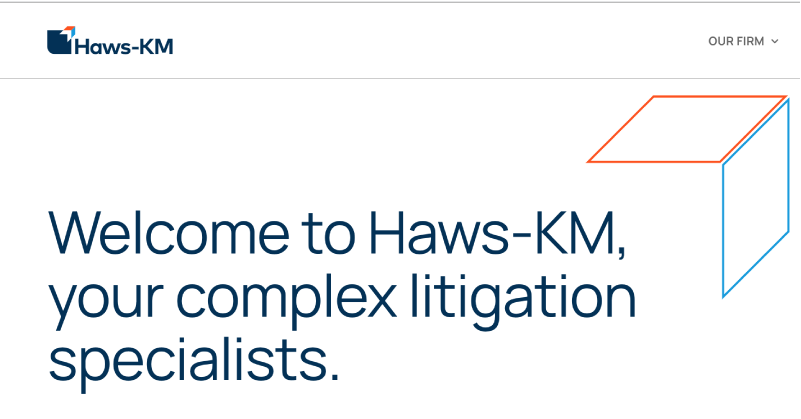 Haws-KM
OUR FIRM
Welcome to Haws-KM,
your complex litigation
specialists.